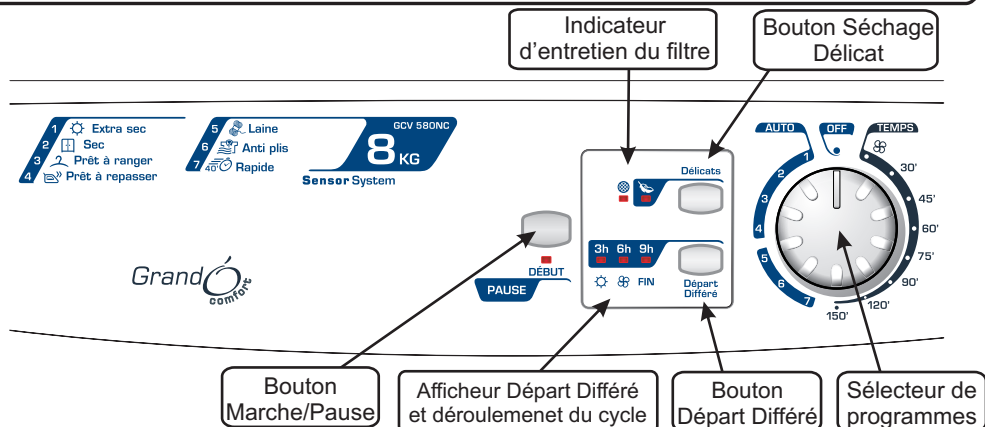 Indicateur
d'entretien du filtre
Bouton Séchage
Délicat
1 Extra sec
2 Sec
3 Prêt à ranger
4 Prêt à repasser
5 Laine
6 Anti plis
7 40' Rapide
GCV 580NC
8 KG
Sensor System
Grand Ó
comfort
DÉBUT
PAUSE
Délicats
3h 6h 9h
FIN
Départ
Différé
AUTO
OFF
TEMPS
1
2
3
4
5
6
7
30'
45'
60'
75'
90'
120'
150'
Bouton
Marche/Pause
Afficheur Départ Différé
et déroulemenet du cycle
Bouton
Départ Différé
Sélecteur de
programmes